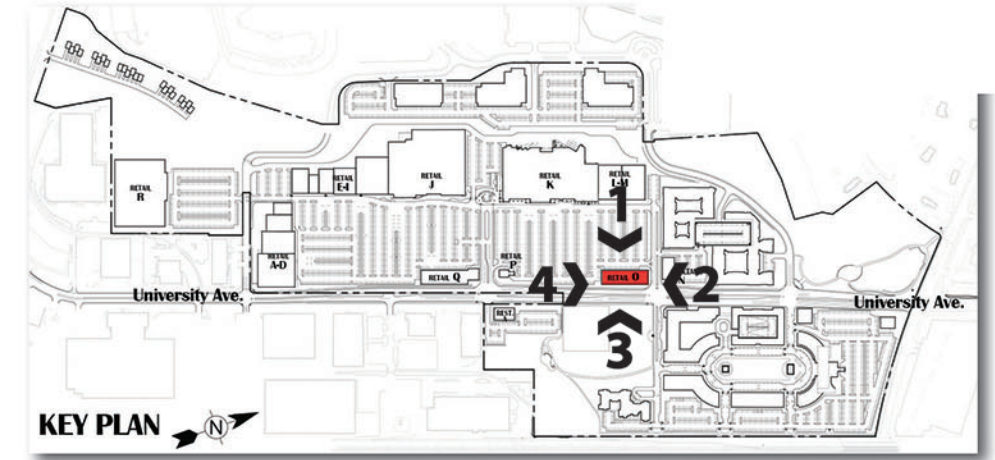 RETAIL
R
RETAIL
E-I
RETAIL
J
RETAIL
K
RETAIL
L-M
1
RETAIL
A-D
RETAIL Q
RETAIL
P
RETAIL O
4
2
University Ave.
University Ave.
REST.
3
KEY PLAN
N